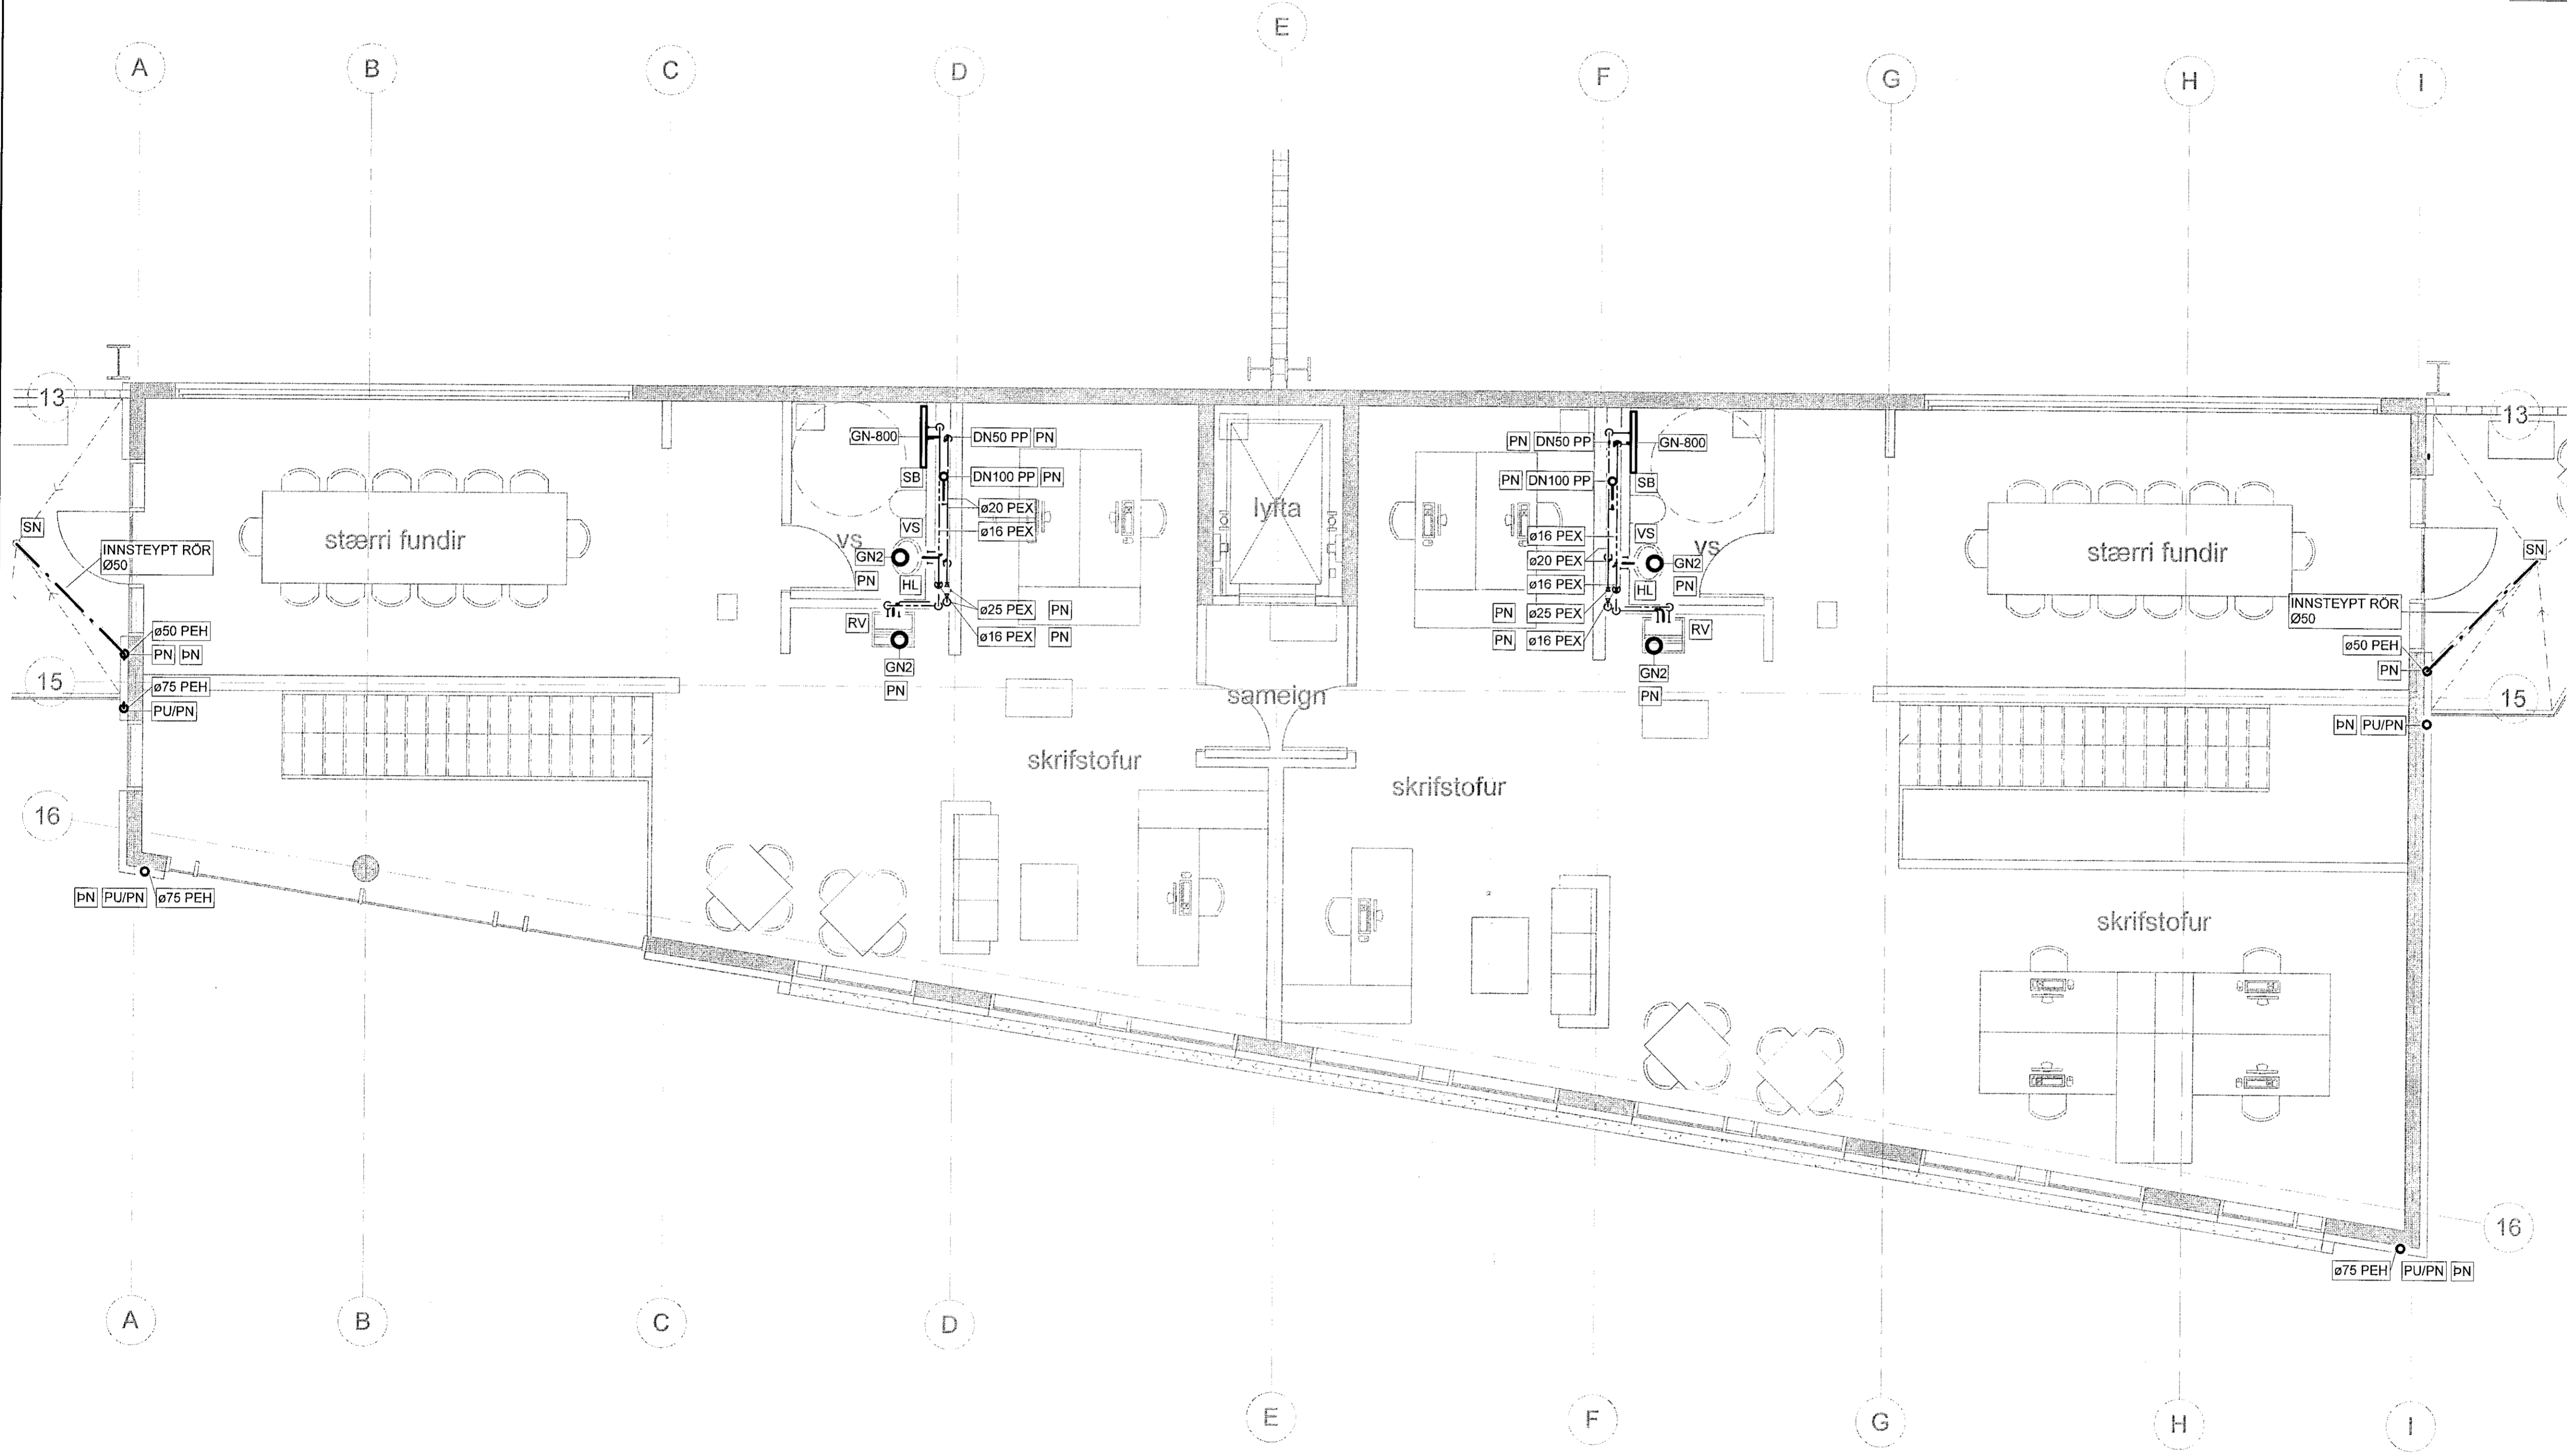 E
A
B
C
D
F
G
H
I
13
13
GN-800
DN50 PP PN
PN DN50 PP
GN-800
SB
DN100 PP PN
PN DN100 PP
SB
ø20 PEX
lyfta
VS
ø16 PEX
SN
INNSTEYPT RÖR
Ø50
stærri fundir
vs
GN2
PN
HL
ø16 PEX
VS
vs
ø20 PEX
GN2
ø16 PEX
HL
PN
stærri fundir
SN
INNSTEYPT RÖR
Ø50
ø25 PEX PN
PN ø25 PEX
RV
ø16 PEX PN
PN ø16 PEX
RV
ø50 PEH
PN ÞN
GN2
PN
GN2
PN
ø50 PEH
PN
15
ø75 PEH
PU/PN
sameign
15
ÞN PU/PN
skrifstofur
skrifstofur
16
ÞN PU/PN ø75 PEH
skrifstofur
16
ø75 PEH PU/PN ÞN
A
B
C
D
E
F
G
H
I